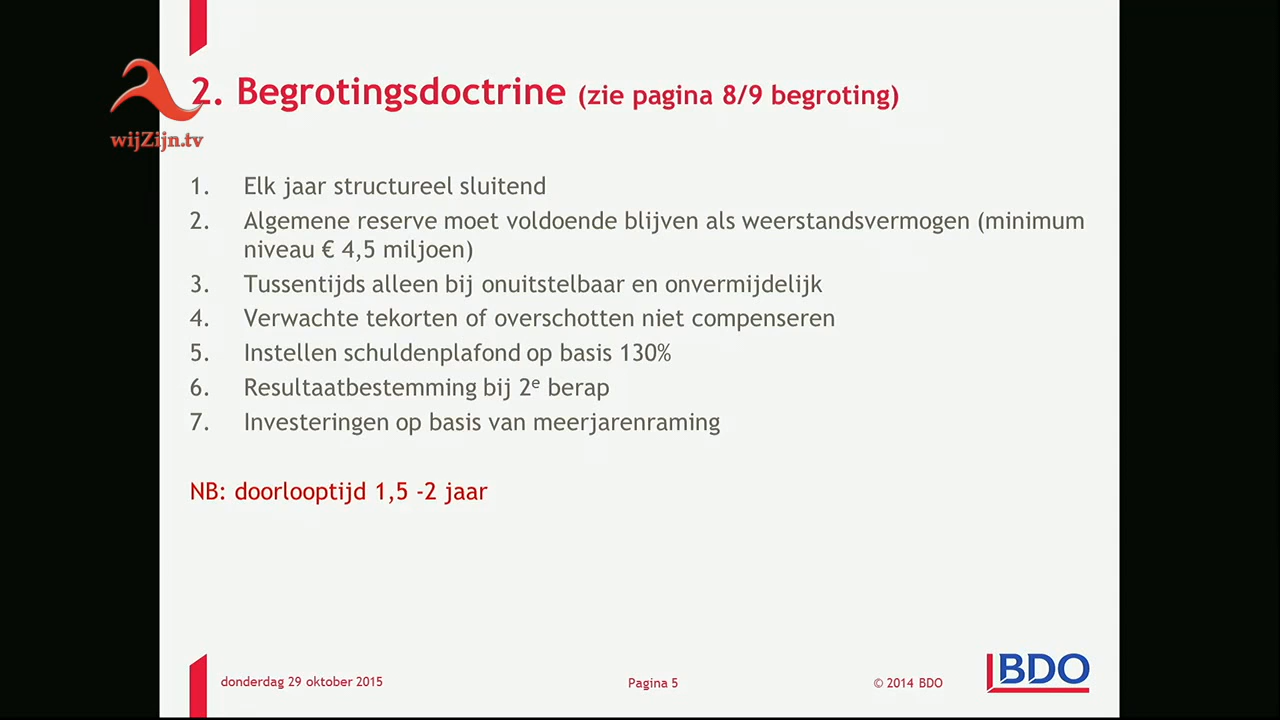 2. Begrotingsdoctrine (zie pagina 8/9 begroting)
wijZijn.tv
1. Elk jaar structureel sluitend
2. Algemene reserve moet voldoende blijven als weerstandsvermogen (minimum
niveau € 4,5 miljoen)
3. Tussentijds alleen bij onuitstelbaar en onvermijdelijk
4. Verwachte tekorten of overschotten niet compenseren
5. Instellen schuldenplafond op basis 130%
6. Resultaatbestemming bij 2e berap
7. Investeringen op basis van meerjarenraming
NB: doorlooptijd 1,5 -2 jaar
donderdag 29 oktober 2015
Pagina 5
© 2014 BDO
BDO